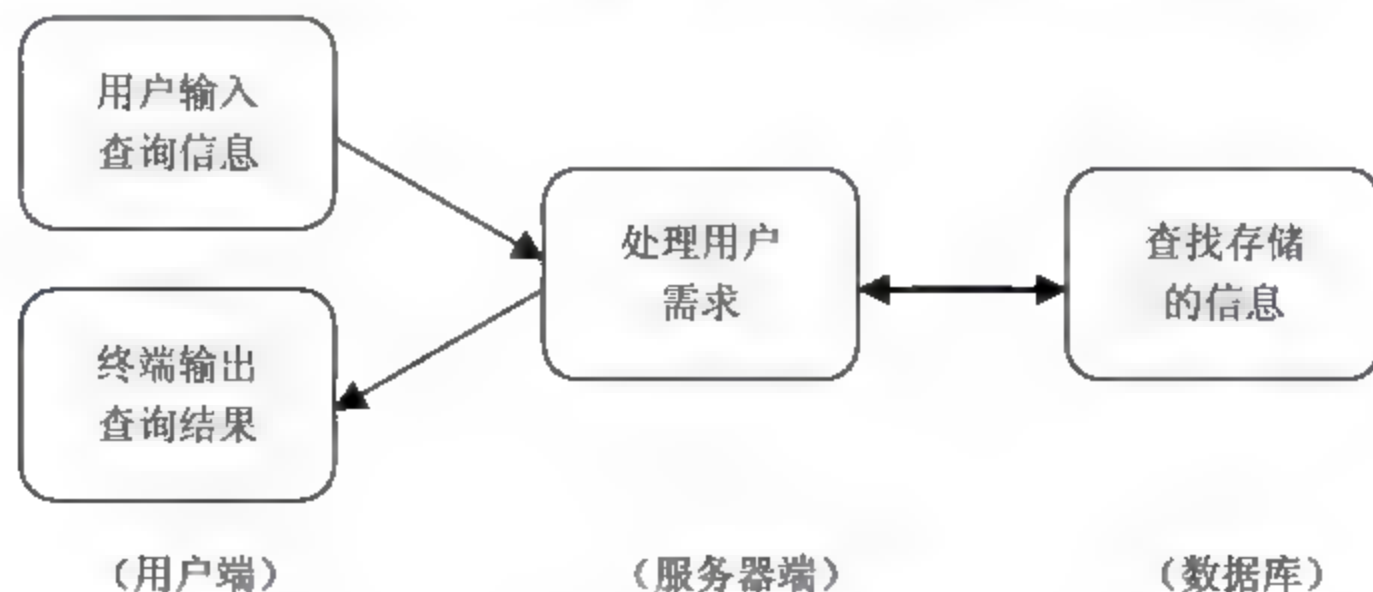 用户输入
查询信息
处理用户
需求
查找存储
的信息
终端输出
查询结果
（用户端）
（服务器端）
（数据库）